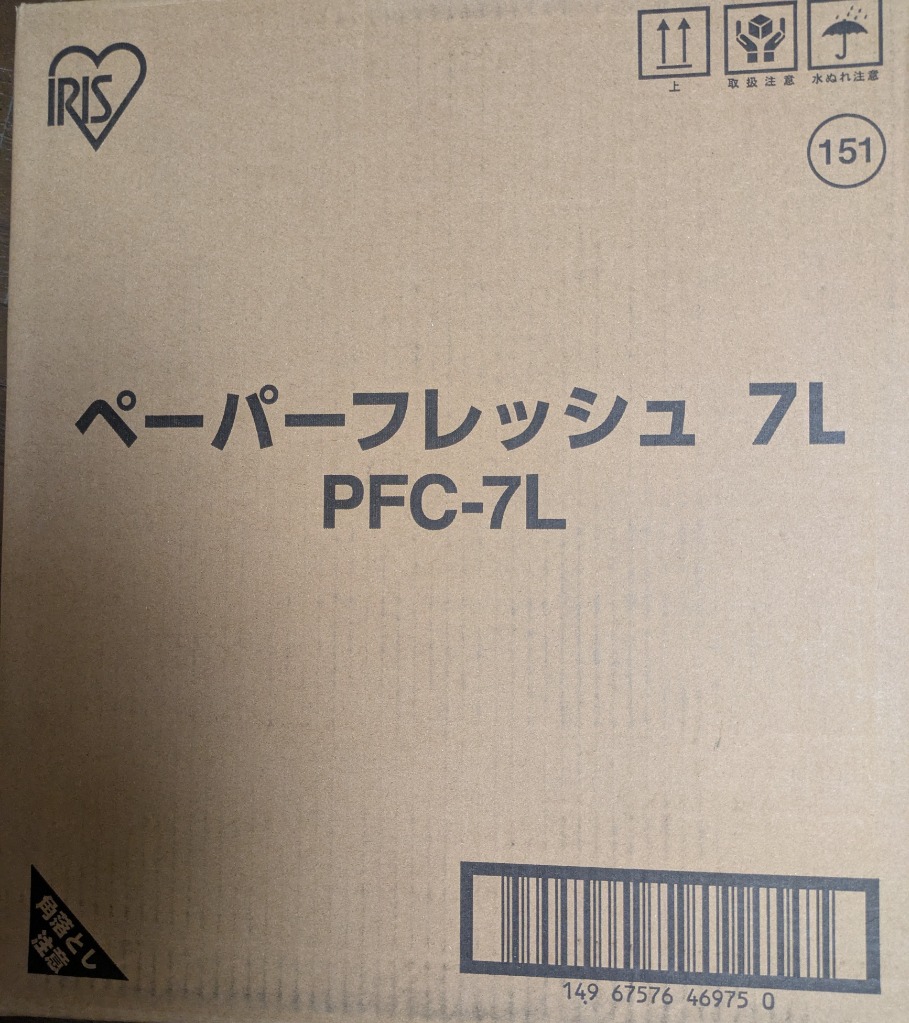 IRIS
上
取扱注意
水ぬれ注意
151
ペーパーフレッシュ 7L
PFC-7L
角落とし
注意
149 67576 46975 0